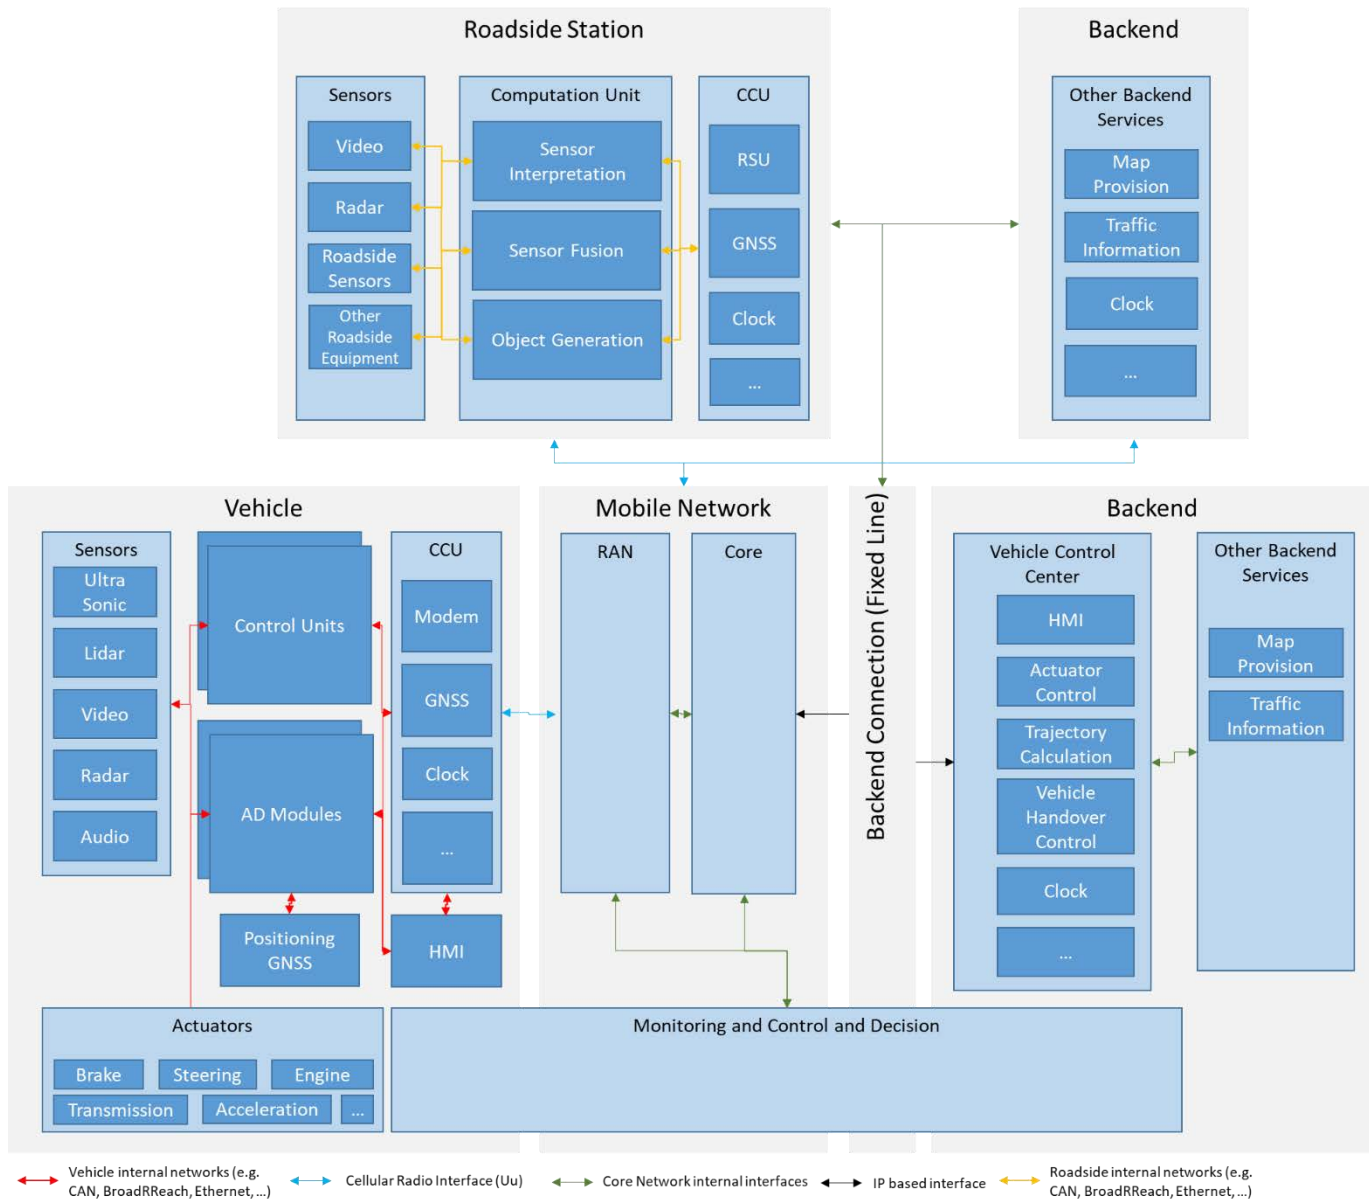 Roadside Station
Sensors
Video
Radar
Roadside
Sensors
Other
Roadside
Equipment
Computation Unit
Sensor
Interpretation
Sensor Fusion
Object Generation
CCU
RSU
GNSS
Clock
...
Backend
Other Backend
Services
Map
Provision
Traffic
Information
Clock
...
Vehicle
Sensors
Ultra
Sonic
Lidar
Video
Radar
Audio
Control Units
AD Modules
Positioning
GNSS
CCU
Modem
GNSS
Clock
...
HMI
Actuators
Brake
Steering
Engine
Transmission
Acceleration
...
Mobile Network
RAN
Core
Backend Connection (Fixed Line)
Backend
Vehicle Control
Center
HMI
Actuator
Control
Trajectory
Calculation
Vehicle
Handover
Control
Clock
...
Other Backend
Services
Map
Provision
Traffic
Information
Monitoring and Control and Decision
Vehicle internal networks (e.g.
CAN, BroadRReach, Ethernet, ...)
Cellular Radio Interface (Uu)
Core Network internal interfaces
IP based interface
Roadside internal networks (e.g.
CAN, BroadRReach, Ethernet, ...)